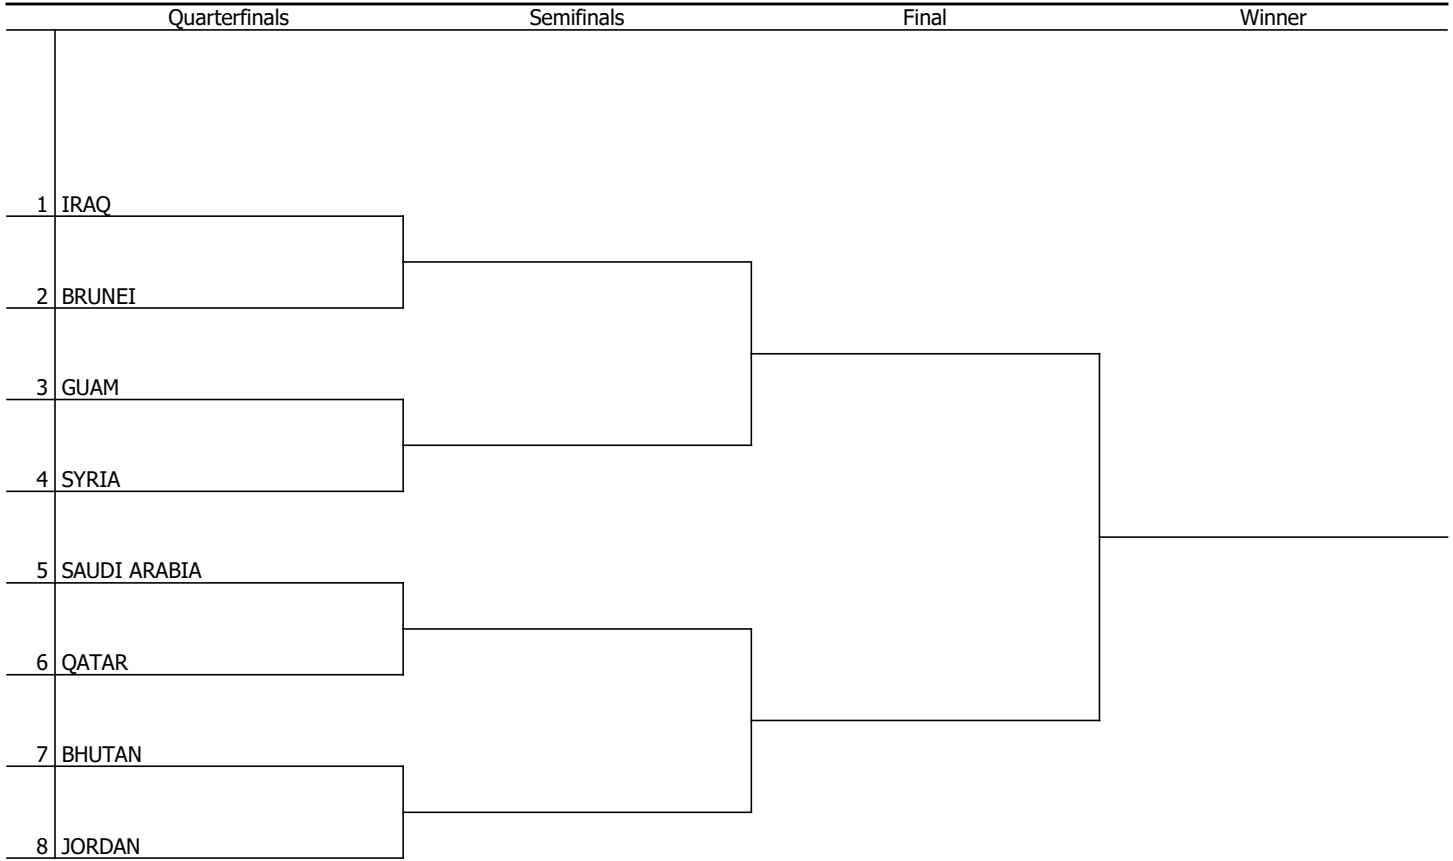 Quarterfinals Semifinals Final Winner
1 IRAQ
2 BRUNEI
3 GUAM
4 SYRIA
5 SAUDI ARABIA
6 QATAR
7 BHUTAN
8 JORDAN